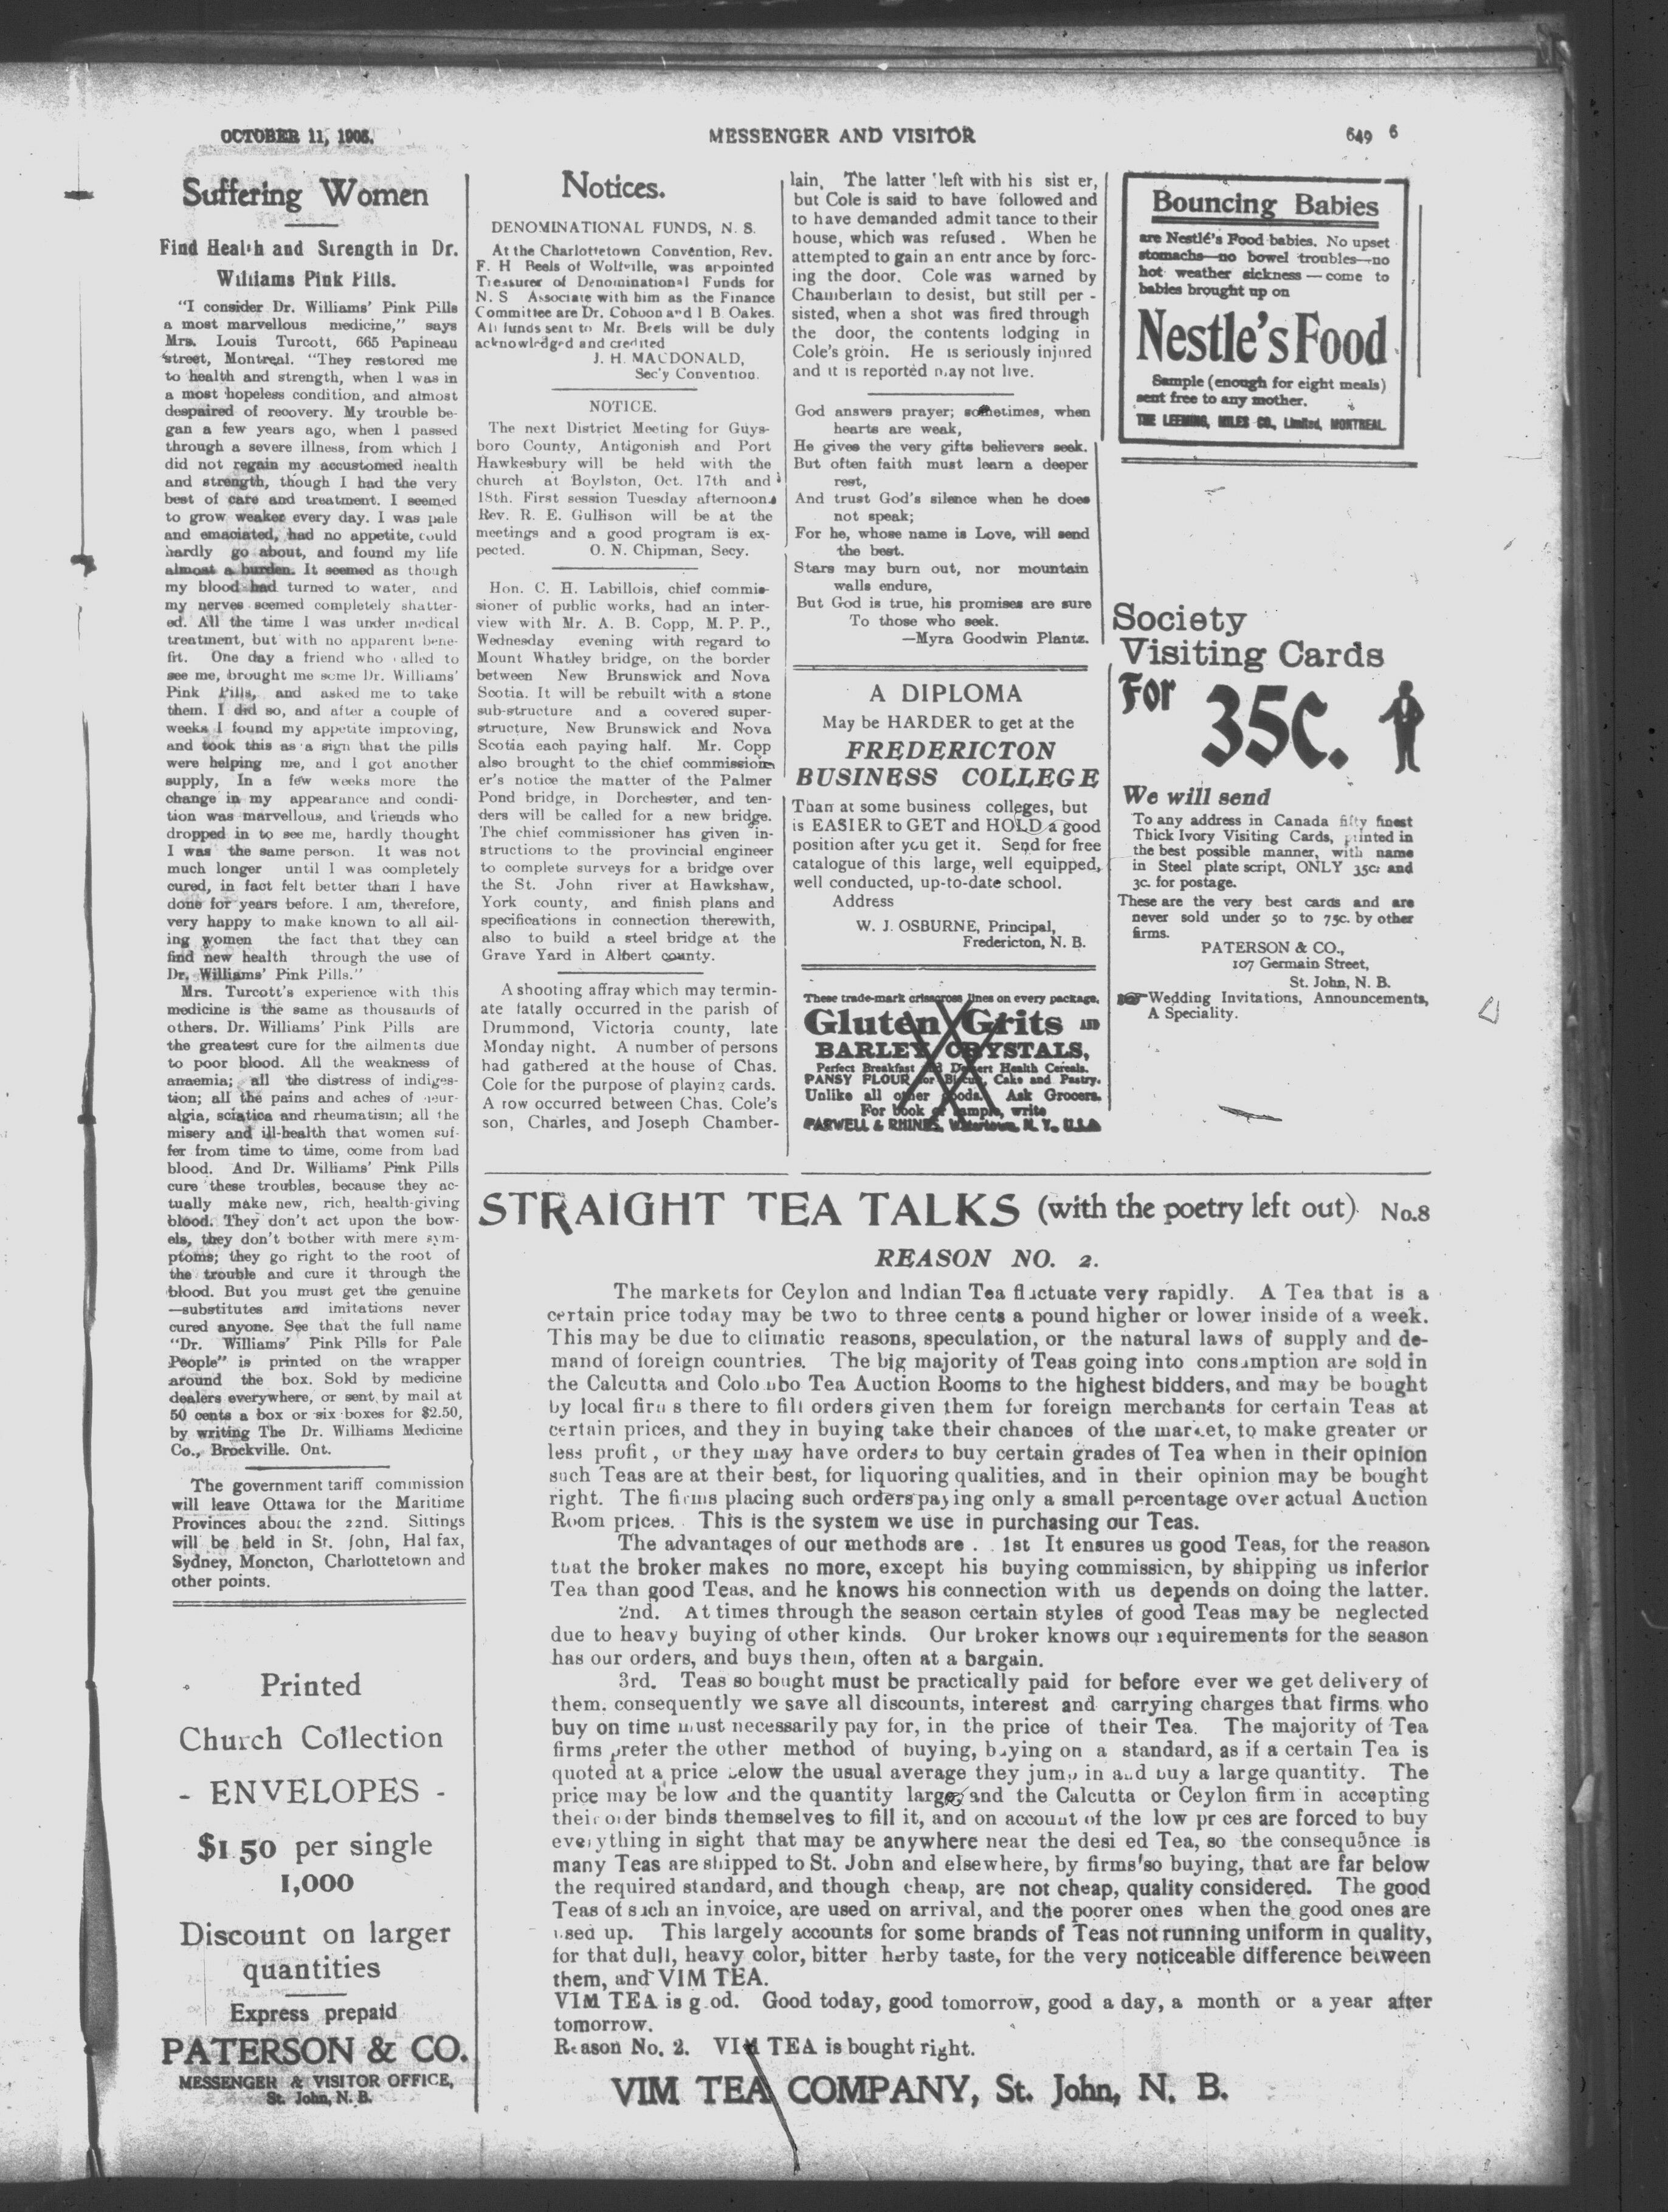 OCTOBER 11, 1905.
MESSENGER AND VISITOR
649 6
Suffering Women
Find Health and Strength in Dr.
Williams Pink Pills.
"I consider Dr. Williams' Pink Pills
a most marvellous medicine," says
Mrs. Louis Turcott, 665 Papineau
street, Montreal. "They restored me
to health and strength, when I was in
a most hopeless condition, and almost
despaired of recovery. My trouble be-
gan a few years ago, when I passed
through a severe illness, from which I
did not regain my accustomed health
and strength, though I had the very
best of care and treatment. I seemed
to grow weaker every day. I was pale
and emaciated, had no appetite, could
hardly go about, and found my life
almost a burden. It seemed as though
my blood had turned to water, and
my nerves seemed completely shatter-
ed. All the time I was under medical
treatment, but with no apparent bene-
fit. One day a friend who called to
see me, brought me some Dr. Williams'
Pink Pills, and asked me to take
them. I did so, and after a couple of
weeks I found my appetite improving,
and took this as a sign that the pills
were helping me, and I got another
supply, In a few weeks more the
change in my appearance and condi-
tion was marvellous, and friends who
dropped in to see me, hardly thought
I was the same person. It was not
much longer until I was completely
cured, in fact felt better than I have
done for years before. I am, therefore,
very happy to make known to all ail-
ing women the fact that they can
find new health through the use of
Dr. Williams' Pink Pills."
Mrs. Turcott's experience with this
medicine is the same as thousands of
others. Dr. Williams' Pink Pills are
the greatest cure for the ailments due
to poor blood. All the weakness of
anaemia; all the distress of indiges-
tion; all the pains and aches of neur-
algia, sciatica and rheumatism; all the
misery and ill-health that women suf-
fer from time to time, come from bad
blood. And Dr. Williams' Pink Pills
cure these troubles, because they ac-
tually make new, rich, health-giving
blood. They don't act upon the bow-
els, they don't bother with mere sym-
ptoms; they go right to the root of
the trouble and cure it through the
blood. But you must get the genuine
—substitutes and imitations never
cured anyone. See that the full name
"Dr. Williams' Pink Pills for Pale
People" is printed on the wrapper
around the box. Sold by medicine
dealers everywhere, or sent by mail at
50 cents a box or six boxes for $2.50,
by writing The Dr. Williams Medicine
Co., Brockville. Ont.
The government tariff commission
will leave Ottawa for the Maritime
Provinces about the 22nd. Sittings
will be held in St. John, Hal fax,
Sydney, Moncton, Charlottetown and
other points.
Printed
Church Collection
- ENVELOPES -
$1.50 per single
1,000
Discount on larger
quantities
Express prepaid
PATERSON & CO.
MESSENGER & VISITOR OFFICE,
St. John, N. B.
Notices.
DENOMINATIONAL FUNDS, N. S.
At the Charlottetown Convention, Rev.
F. H Beels of Wolfville, was appointed
Treasurer of Denominational Funds for
N. S Associate with him as the Finance
Committee are Dr. Cohoon and I B. Oakes.
All funds sent to Mr. Beels will be duly
acknowledged and credited
J. H. MACDONALD,
Sec'y Convention.
NOTICE.
The next District Meeting for Guys-
boro County, Antigonish and Port
Hawkesbury will be held with the
church at Boylston, Oct. 17th and
18th. First session Tuesday afternoon.
Rev. R. E. Gullison will be at the
meetings and a good program is ex-
pected. O. N. Chipman, Secy.
Hon. C. H. Labillois, chief commis-
sioner of public works, had an inter-
view with Mr. A. B. Copp, M. P. P.,
Wednesday evening with regard to
Mount Whatley bridge, on the border
between New Brunswick and Nova
Scotia. It will be rebuilt with a stone
sub-structure and a covered super-
structure, New Brunswick and Nova
Scotia each paying half. Mr. Copp
also brought to the chief commission
er's notice the matter of the Palmer
Pond bridge, in Dorchester, and ten-
ders will be called for a new bridge.
The chief commissioner has given in-
structions to the provincial engineer
to complete surveys for a bridge over
the St. John river at Hawkshaw,
York county, and finish plans and
specifications in connection therewith,
also to build a steel bridge at the
Grave Yard in Albert county.
A shooting affray which may termin-
ate fatally occurred in the parish of
Drummond, Victoria county, late
Monday night. A number of persons
had gathered at the house of Chas.
Cole for the purpose of playing cards.
A row occurred between Chas. Cole's
son, Charles, and Joseph Chamber-
lain, The latter left with his sist er,
but Cole is said to have followed and
to have demanded admit tance to their
house, which was refused. When he
attempted to gain an entr ance by forc-
ing the door. Cole was warned by
Chamberlain to desist, but still per -
sisted, when a shot was fired through
the door, the contents lodging in
Cole's groin. He is seriously injured
and it is reported may not live.
God answers prayer; sometimes, when
hearts are weak,
He gives the very gifts believers seek.
But often faith must learn a deeper
rest,
And trust God's silence when he does
not speak;
For he, whose name is Love, will send
the best.
Stars may burn out, nor mountain
walls endure,
But God is true, his promises are sure
To those who seek.
—Myra Goodwin Plantz.
A DIPLOMA
May be HARDER to get at the
FREDERICTON
BUSINESS COLLEGE
Than at some business colleges, but
is EASIER to GET and HOLD a good
position after you get it. Send for free
catalogue of this large, well equipped,
well conducted, up-to-date school.
Address
W. J. OSBURNE, Principal,
Fredericton, N. B.
These trade-mark crisscross lines on every package.
Gluten Grits AND
BARLEY CRYSTALS,
Perfect Breakfast and Dessert Health Cereals.
PANSY FLOUR for Biscuit, Cake and Pastry.
Unlike all other goods. Ask Grocers.
For book or sample, write
FARWELL & RHINES, Watertown, N. Y., U.S.A
Bouncing Babies
are Nestlé's Food babies. No upset
stomachs—no bowel troubles—no
hot weather sickness—come to
babies brought up on
Nestle's Food
Sample (enough for eight meals)
sent free to any mother.
THE LEEMING, MILES CO., Limited, MONTREAL.
Society
Visiting Cards
For 35c.
We will send
To any address in Canada fifty finest
Thick Ivory Visiting Cards, printed in
the best possible manner, with name
in Steel plate script, ONLY 35c: and
3c. for postage.
These are the very best cards and are
never sold under 50 to 75c. by other
firms.
PATERSON & CO.,
107 Germain Street,
St. John, N. B.
Wedding Invitations, Announcements,
A Speciality.
STRAIGHT TEA TALKS (with the poetry left out) No.8
REASON NO. 2.
The markets for Ceylon and Indian Tea fluctuate very rapidly. A Tea that is a
certain price today may be two to three cents a pound higher or lower inside of a week.
This may be due to climatic reasons, speculation, or the natural laws of supply and de-
mand of foreign countries. The big majority of Teas going into consumption are sold in
the Calcutta and Colombo Tea Auction Rooms to the highest bidders, and may be bought
by local firms there to fill orders given them for foreign merchants for certain Teas at
certain prices, and they in buying take their chances of the market, to make greater or
less profit, or they may have orders to buy certain grades of Tea when in their opinion
such Teas are at their best, for liquoring qualities, and in their opinion may be bought
right. The firms placing such orders paying only a small percentage over actual Auction
Room prices. This is the system we use in purchasing our Teas.
The advantages of our methods are . . 1st It ensures us good Teas, for the reason
that the broker makes no more, except his buying commission, by shipping us inferior
Tea than good Teas, and he knows his connection with us depends on doing the latter.
2nd. At times through the season certain styles of good Teas may be neglected
due to heavy buying of other kinds. Our broker knows our requirements for the season
has our orders, and buys them, often at a bargain.
3rd. Teas so bought must be practically paid for before ever we get delivery of
them, consequently we save all discounts, interest and carrying charges that firms who
buy on time must necessarily pay for, in the price of their Tea. The majority of Tea
firms prefer the other method of buying, buying on a standard, as if a certain Tea is
quoted at a price below the usual average they jump in and buy a large quantity. The
price may be low and the quantity large, and the Calcutta or Ceylon firm in accepting
their order binds themselves to fill it, and on account of the low pr ces are forced to buy
everything in sight that may be anywhere near the desi ed Tea, so the consequence is
many Teas are shipped to St. John and elsewhere, by firms so buying, that are far below
the required standard, and though cheap, are not cheap, quality considered. The good
Teas of such an invoice, are used on arrival, and the poorer ones when the good ones are
used up. This largely accounts for some brands of Teas not running uniform in quality,
for that dull, heavy color, bitter herby taste, for the very noticeable difference between
them, and VIM TEA.
VIM TEA is good. Good today, good tomorrow, good a day, a month or a year after
tomorrow.
Reason No. 2. VIM TEA is bought right.
VIM TEA COMPANY, St. John, N. B.